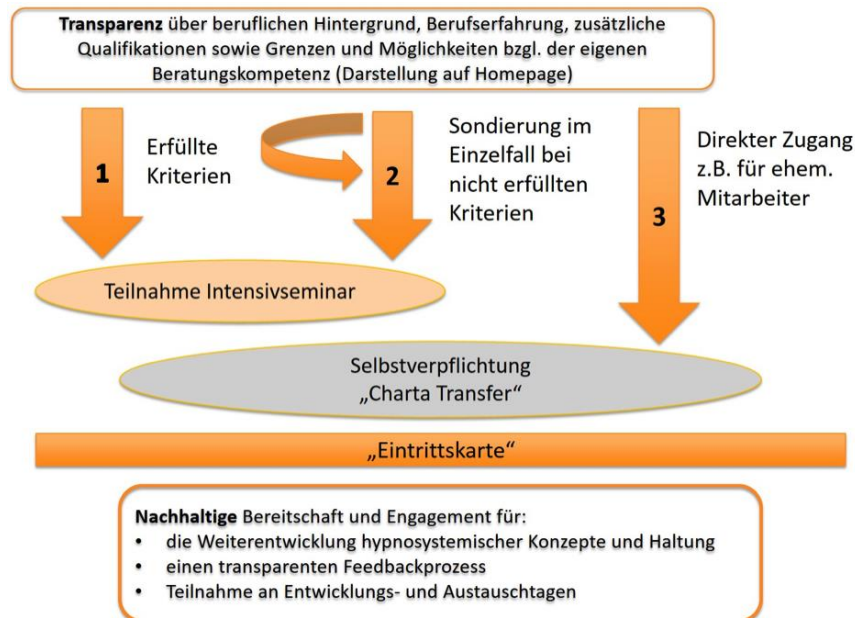 Transparenz über beruflichen Hintergrund, Berufserfahrung, zusätzliche
Qualifikationen sowie Grenzen und Möglichkeiten bzgl. der eigenen
Beratungskompetenz (Darstellung auf Homepage)
1
Erfüllte
Kriterien
2
Sondierung im
Einzelfall bei
nicht erfüllten
Kriterien
3
Direkter Zugang
z.B. für ehem.
Mitarbeiter
Teilnahme Intensivseminar
Selbstverpflichtung
„Charta Transfer“
„Eintrittskarte“
Nachhaltige Bereitschaft und Engagement für:
• die Weiterentwicklung hypnosystemischer Konzepte und Haltung
• einen transparenten Feedbackprozess
• Teilnahme an Entwicklungs- und Austauschtagen